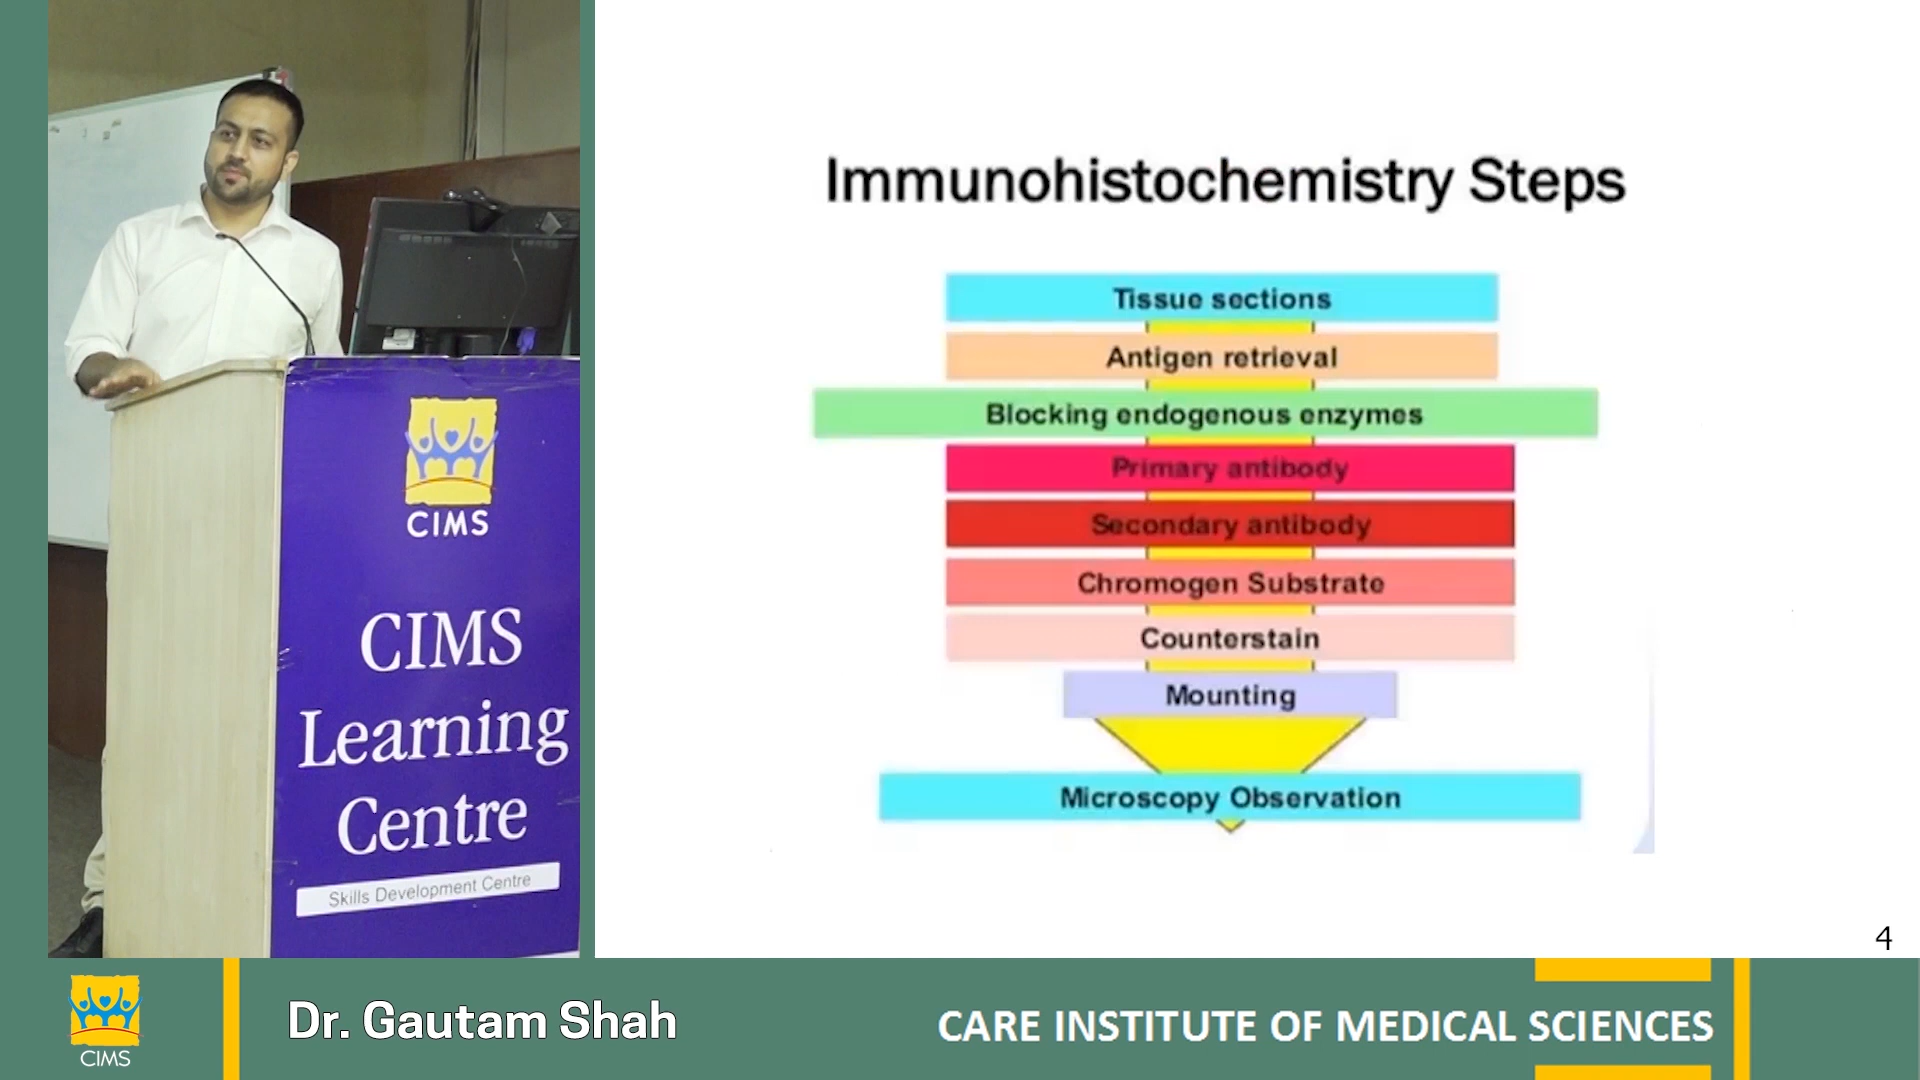 CIMS
CIMS
Learning
Centre
Skills Development Centre
Immunohistochemistry Steps
Tissue sections
Antigen retrieval
Blocking endogenous enzymes
Primary antibody
Secondary antibody
Chromogen Substrate
Counterstain
Mounting
Microscopy Observation
4
CIMS
Dr. Gautam Shah
CARE INSTITUTE OF MEDICAL SCIENCES